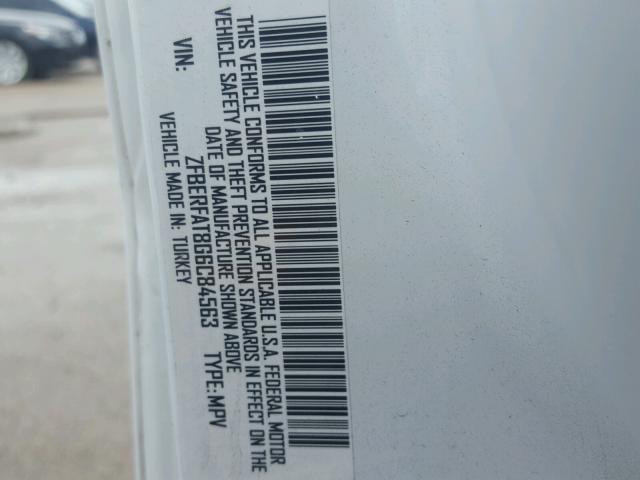 THIS VEHICLE CONFORMS TO ALL APPLICABLE U.S.A. FEDERAL MOTOR
VEHICLE SAFETY AND THEFT PREVENTION STANDARDS IN EFFECT ON THE
DATE OF MANUFACTURE SHOWN ABOVE
VIN: ZFBERFAT8G6C84563 TYPE: MPV
VEHICLE MADE IN: TURKEY